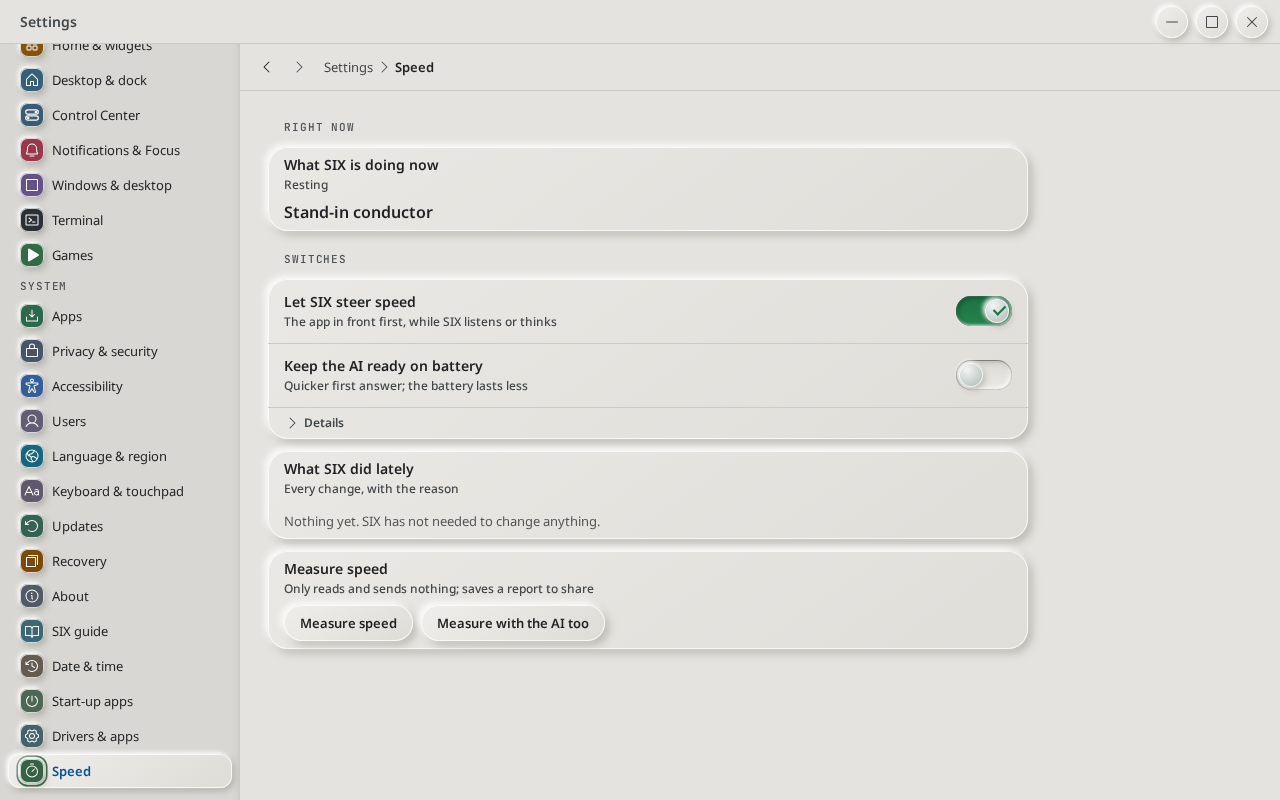 Settings
Home & widgets
Desktop & dock
Control Center
Notifications & Focus
Windows & desktop
Terminal
Games
SYSTEM
Apps
Privacy & security
Accessibility
Users
Language & region
Keyboard & touchpad
Updates
Recovery
About
SIX guide
Date & time
Start-up apps
Drivers & apps
Speed
Settings > Speed
RIGHT NOW
What SIX is doing now
Resting
Stand-in conductor
SWITCHES
Let SIX steer speed
The app in front first, while SIX listens or thinks
Keep the AI ready on battery
Quicker first answer; the battery lasts less
Details
What SIX did lately
Every change, with the reason
Nothing yet. SIX has not needed to change anything.
Measure speed
Only reads and sends nothing; saves a report to share
Measure speed
Measure with the AI too